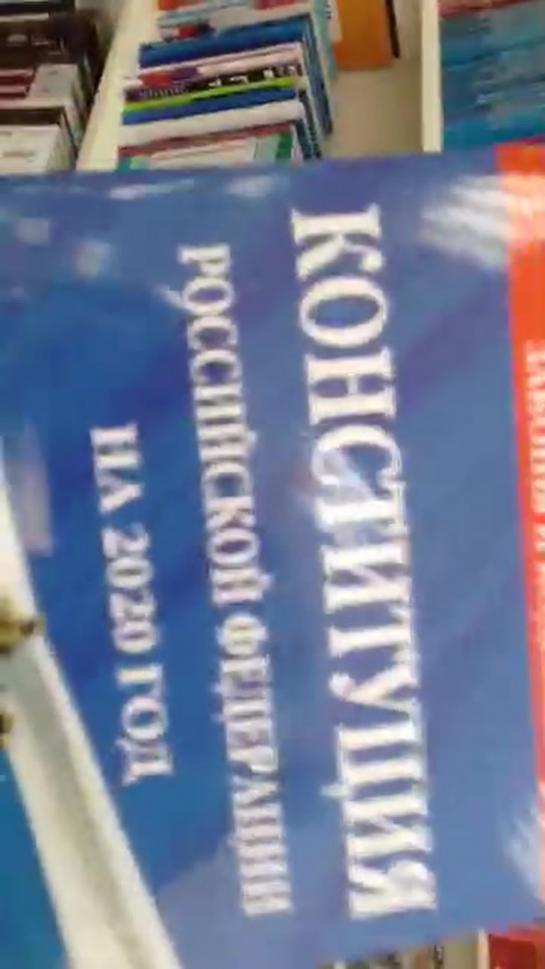 КОНСТИТУЦИЯ
РОССИЙСКОЙ ФЕДЕРАЦИИ
НА 2020 ГОД